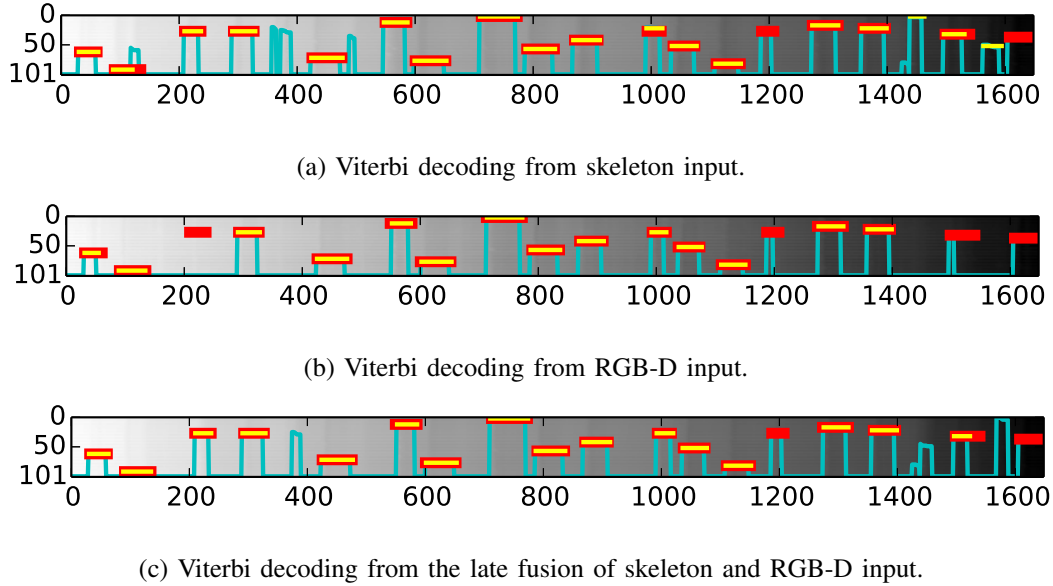 0
50
101
0 200 400 600 800 1000 1200 1400 1600
(a) Viterbi decoding from skeleton input.
0
50
101
0 200 400 600 800 1000 1200 1400 1600
(b) Viterbi decoding from RGB-D input.
0
50
101
0 200 400 600 800 1000 1200 1400 1600
(c) Viterbi decoding from the late fusion of skeleton and RGB-D input.